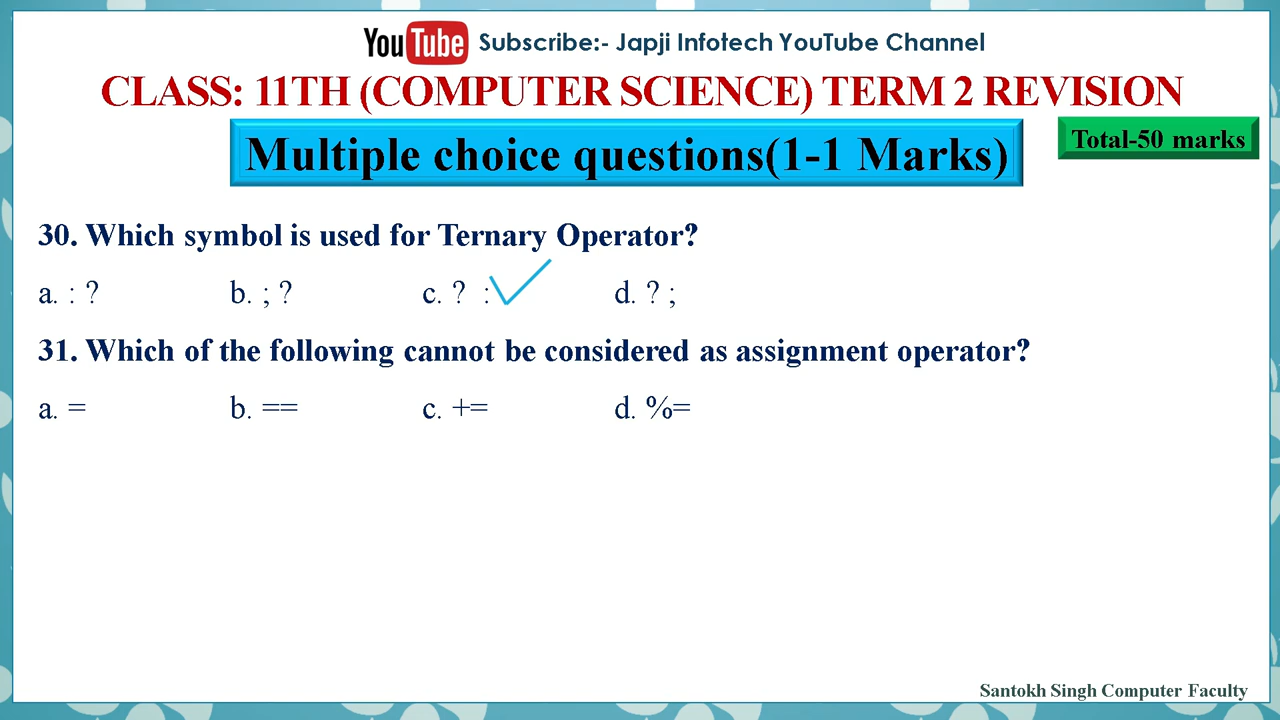 YouTube Subscribe:- Japji Infotech YouTube Channel
CLASS: 11TH (COMPUTER SCIENCE) TERM 2 REVISION
Multiple choice questions(1-1 Marks)
Total-50 marks
30. Which symbol is used for Ternary Operator?
a. : ? b. ; ? c. ? : d. ? ;
31. Which of the following cannot be considered as assignment operator?
a. = b. == c. += d. %=
Santokh Singh Computer Faculty